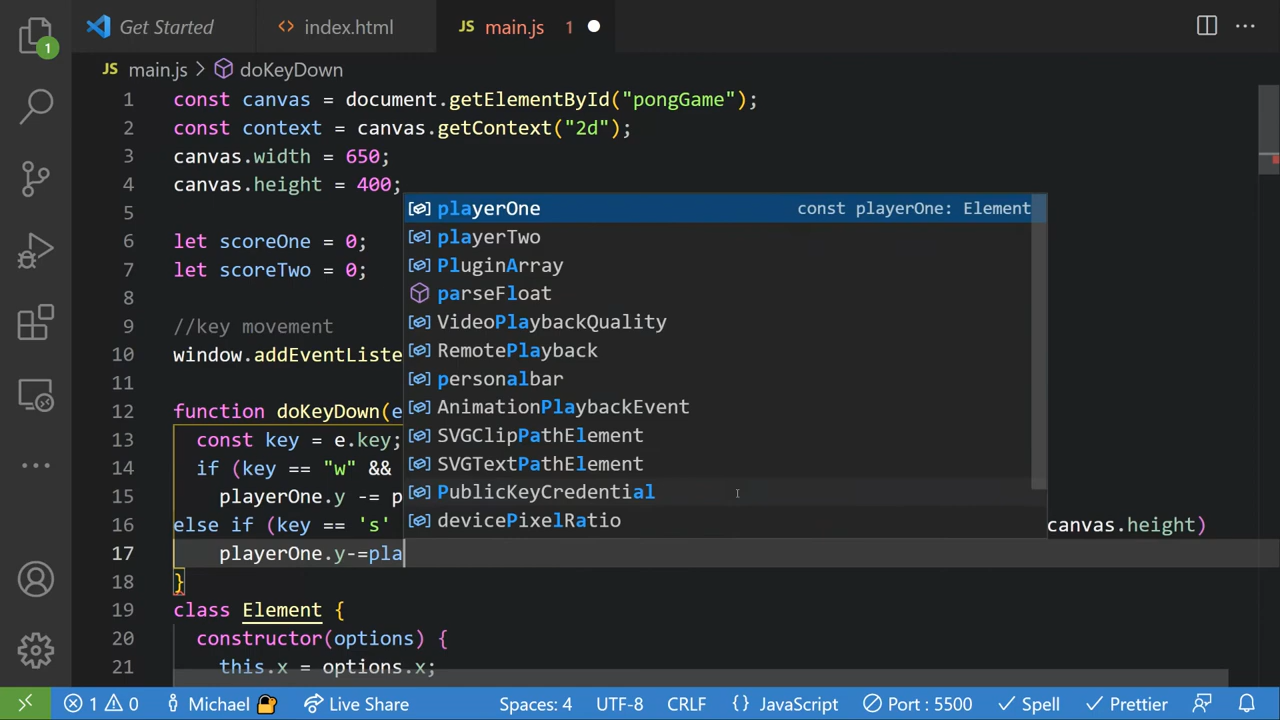 1
Get Started
index.html
JS main.js 1
JS main.js > doKeyDown
1 const canvas = document.getElementById("pongGame");
2 const context = canvas.getContext("2d");
3 canvas.width = 650;
4 canvas.height = 400;
5
6 let scoreOne = 0;
7 let scoreTwo = 0;
8
9 //key movement
10 window.addEventListe
11
12 function doKeyDown(e
13 const key = e.key;
14 if (key == "w" &&
15 playerOne.y -= p
16 else if (key == 's' canvas.height)
17 playerOne.y-=pla
18 }
19 class Element {
20 constructor(options) {
21 this.x = options.x;
playerOne const playerOne: Element
playerTwo
PluginArray
parseFloat
VideoPlaybackQuality
RemotePlayback
personalbar
AnimationPlaybackEvent
SVGClipPathElement
SVGTextPathElement
PublicKeyCredential
devicePixelRatio
1 0 Michael Live Share Spaces: 4 UTF-8 CRLF {} JavaScript Port : 5500 Spell Prettier